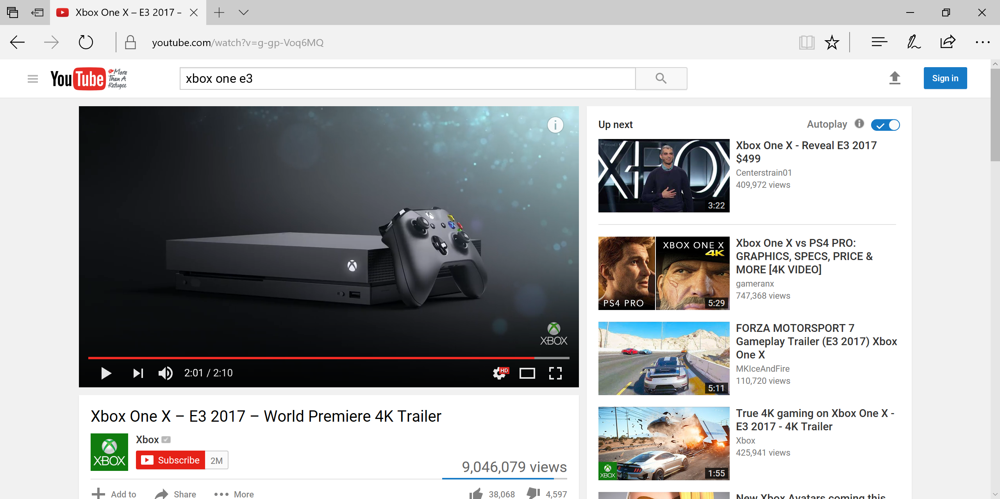 Xbox One X – E3 2017 –
youtube.com/watch?v=g-gp-Voq6MQ
YouTube
#More
Than A
Refugee
xbox one e3
Sign in
i
XBOX
2:01 / 2:10
HD
Xbox One X – E3 2017 – World Premiere 4K Trailer
XBOX
Xbox
Subscribe
2M
9,046,079 views
Add to
Share
More
38,068
4,597
Up next
Autoplay
4K #XboxE3
XBOX
3:22
Xbox One X - Reveal E3 2017
$499
Centerstrain01
409,972 views
XBOX ONE X
4K
PS4 PRO
5:29
Xbox One X vs PS4 PRO:
GRAPHICS, SPECS, PRICE &
MORE [4K VIDEO]
gameranx
747,368 views
5:11
FORZA MOTORSPORT 7
Gameplay Trailer (E3 2017) Xbox
One X
MKIceAndFire
110,720 views
XBOX
1:55
True 4K gaming on Xbox One X -
E3 2017 - 4K Trailer
Xbox
425,941 views
New Xbox Avatars coming this